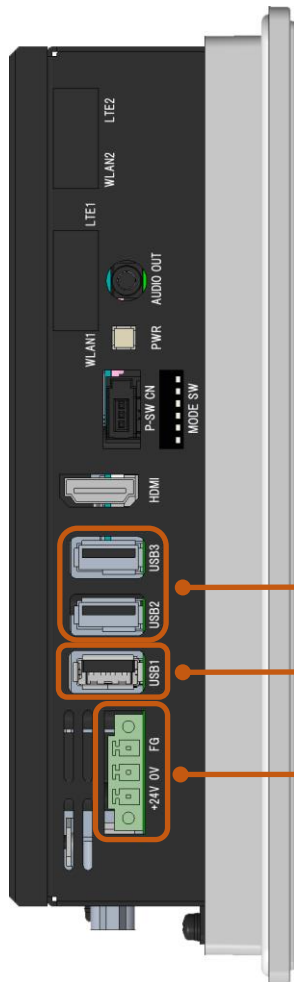 LTE2
WLAN2
LTE1
WLAN1
AUDIO OUT
PWR
P-SW CN
MODE SW
HDMI
USB3
USB2
USB1
+24V 0V FG